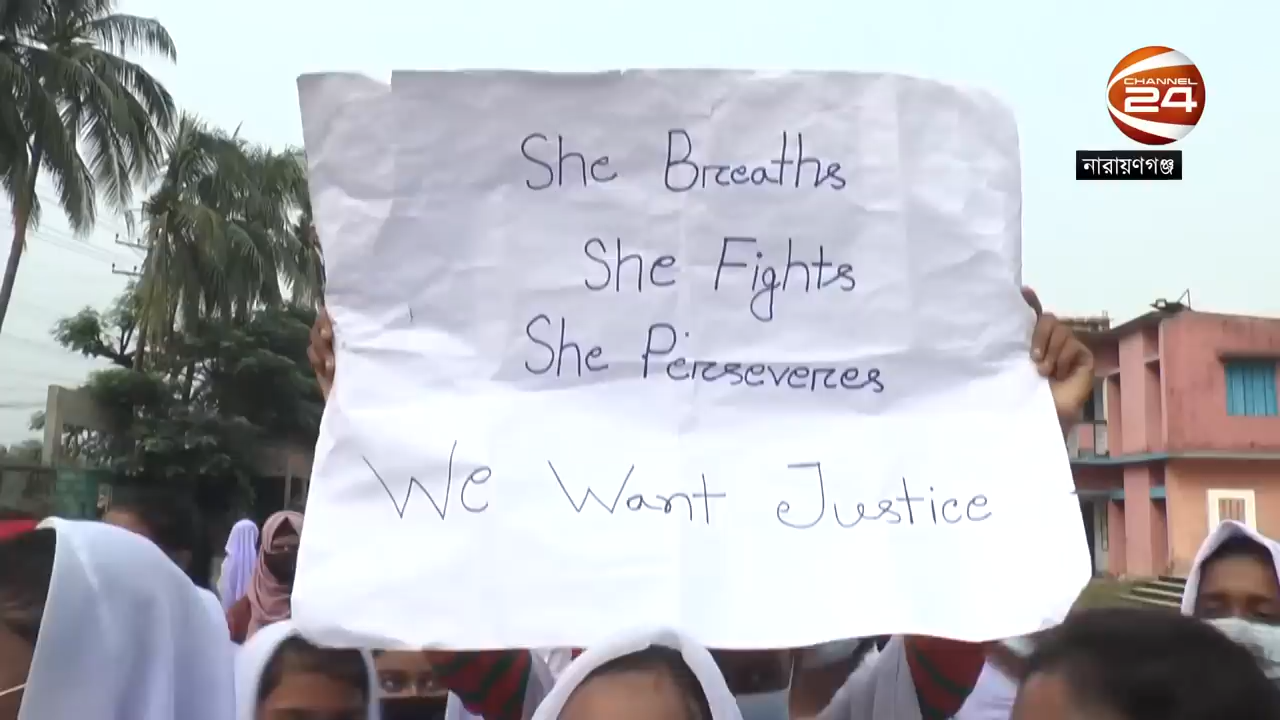 CHANNEL
24
নারায়ণগঞ্জ
She Breaths
She Fights
She Perseveres
We Want Justice